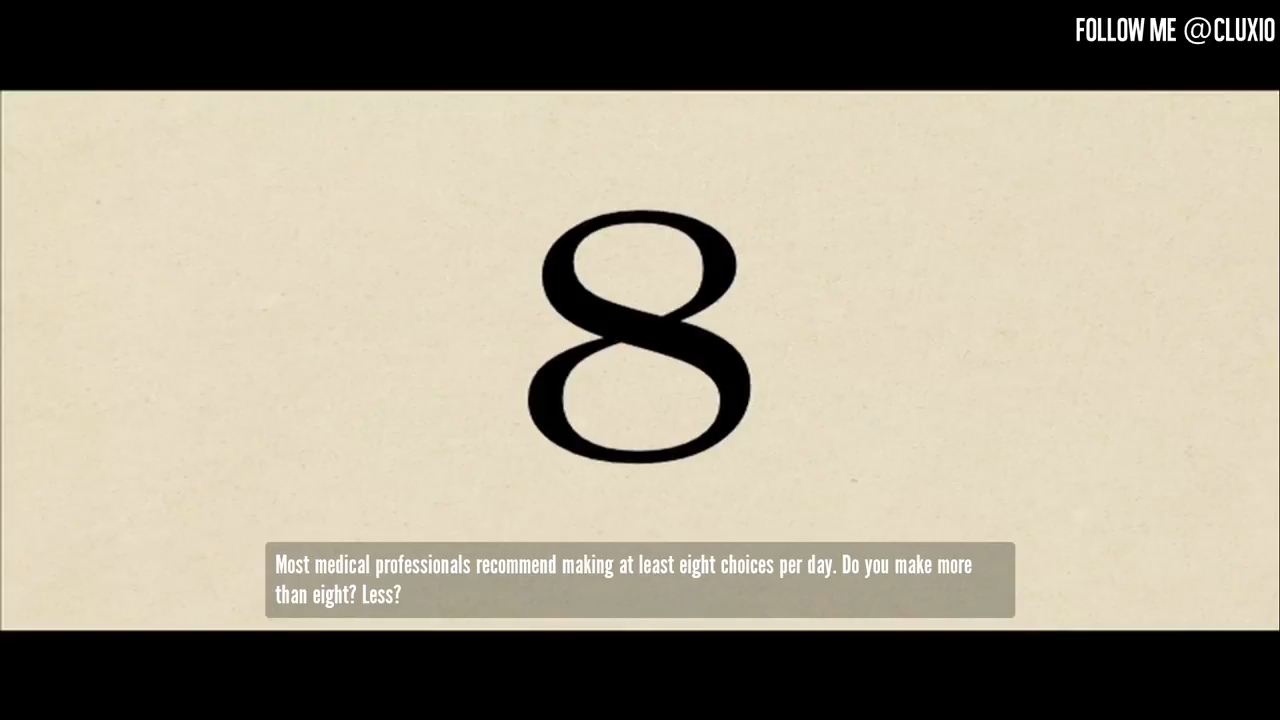 FOLLOW ME @CLUXIO
8
Most medical professionals recommend making at least eight choices per day. Do you make more
than eight? Less?